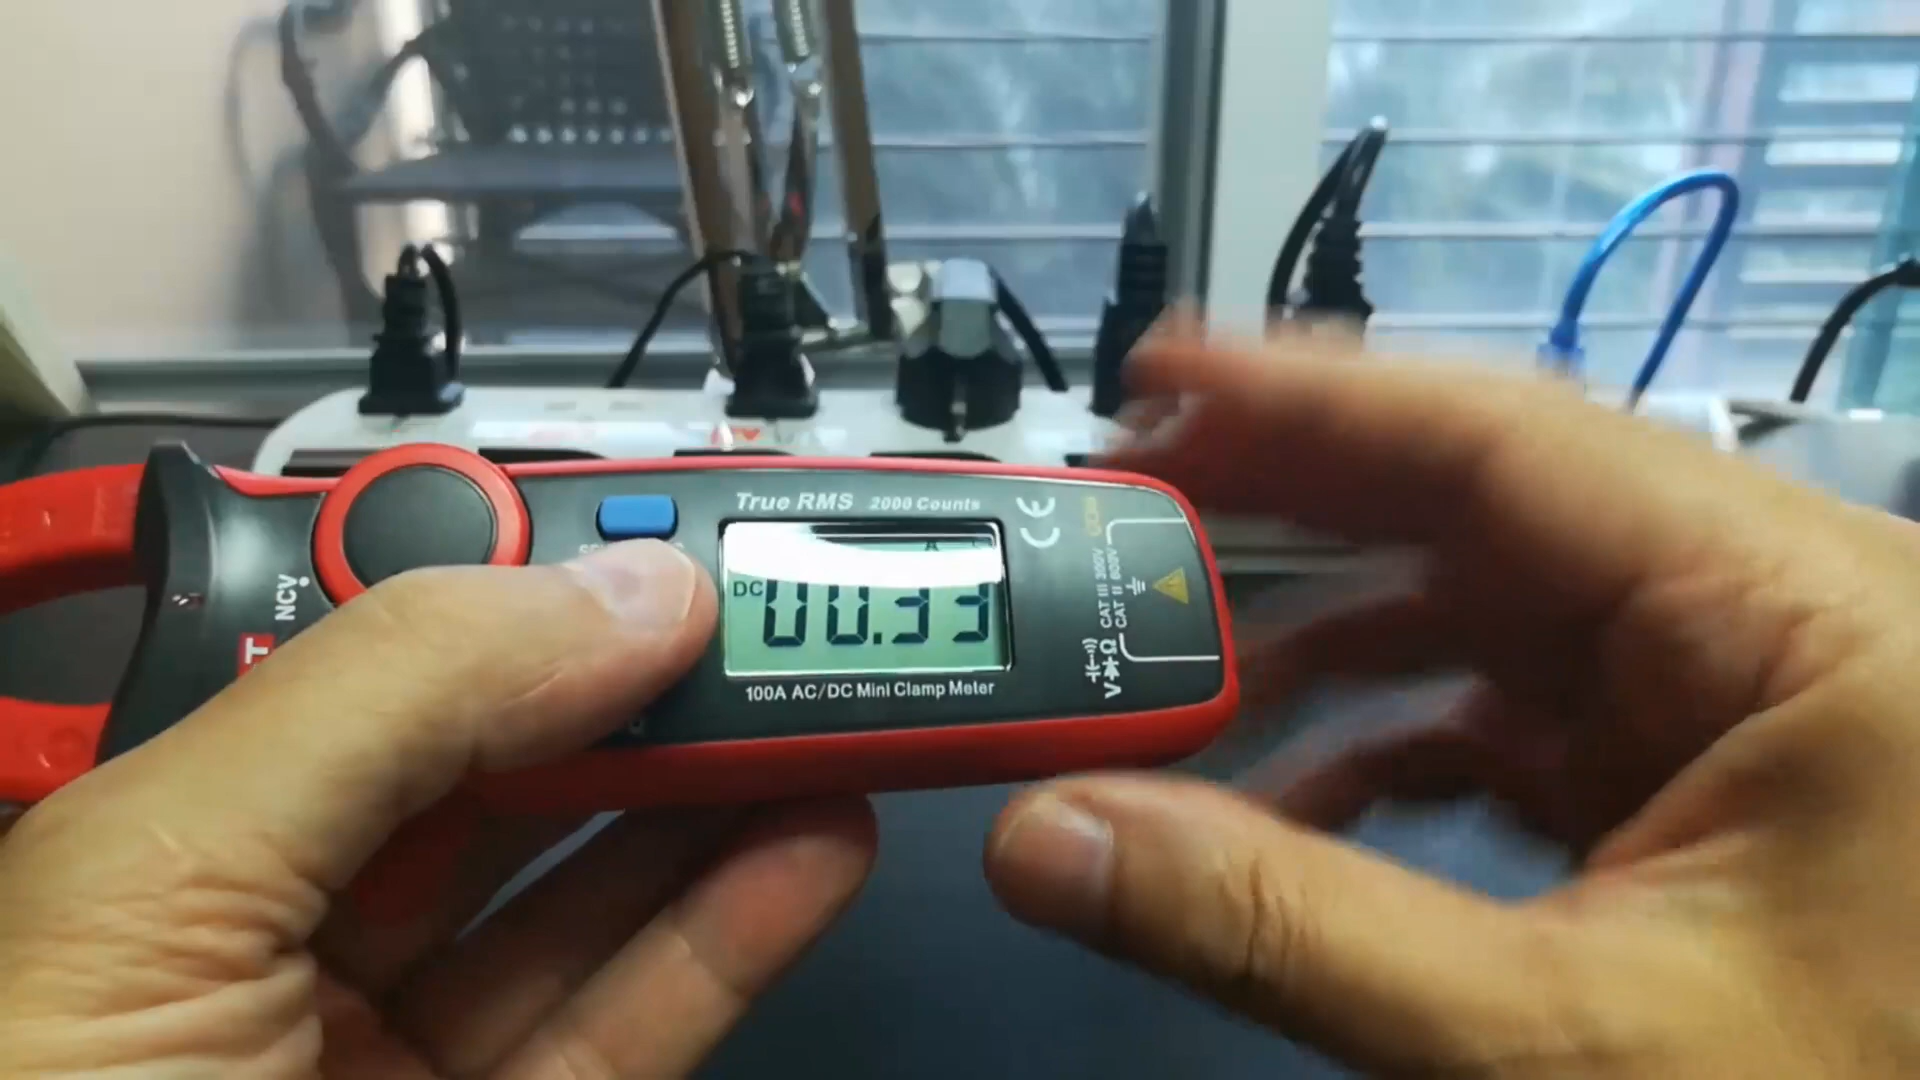 True RMS 2000 Counts
A
DC
00.33
100A AC/DC Mini Clamp Meter
NCV
T
CE
CAT III 300V
CAT II 600V
VΩ